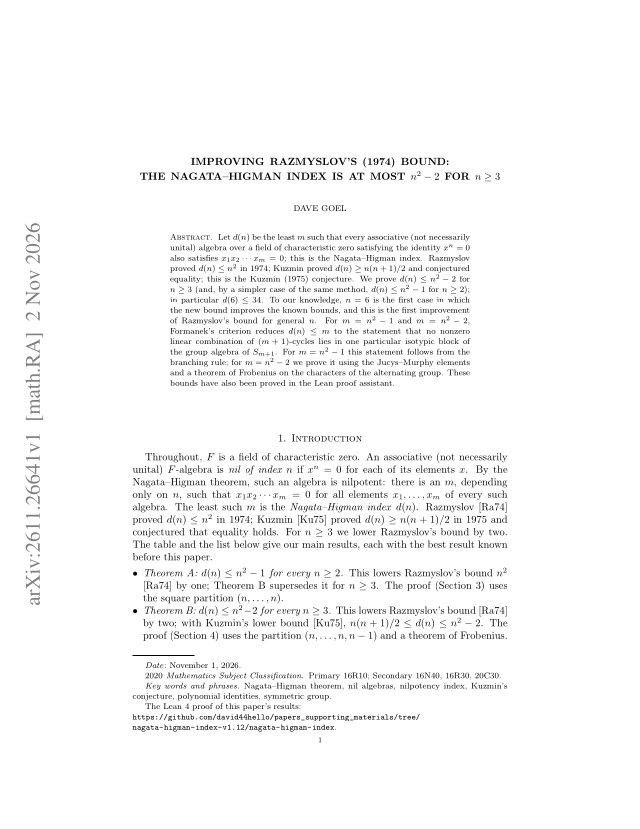 arXiv:2611.26641v1 [math.RA] 2 Nov 2026
IMPROVING RAZMYSLOV'S (1974) BOUND:
THE NAGATA–HIGMAN INDEX IS AT MOST n² − 2 FOR n ≥ 3
DAVE GOEL
ABSTRACT. Let d(n) be the least m such that every associative (not necessarily
unital) algebra over a field of characteristic zero satisfying the identity xⁿ = 0
also satisfies x₁x₂ ⋯ xₘ = 0; this is the Nagata–Higman index. Razmyslov
proved d(n) ≤ n² in 1974; Kuzmin proved d(n) ≥ n(n + 1)/2 and conjectured
equality; this is the Kuzmin (1975) conjecture. We prove d(n) ≤ n² − 2 for
n ≥ 3 (and, by a simpler case of the same method, d(n) ≤ n² − 1 for n ≥ 2);
in particular d(6) ≤ 34. To our knowledge, n = 6 is the first case in which
the new bound improves the known bounds, and this is the first improvement
of Razmyslov's bound for general n. For m = n² − 1 and m = n² − 2,
Formanek's criterion reduces d(n) ≤ m to the statement that no nonzero
linear combination of (m + 1)-cycles lies in one particular isotypic block of
the group algebra of Sₘ₊₁. For m = n² − 1 this statement follows from the
branching rule; for m = n² − 2 we prove it using the Jucys–Murphy elements
and a theorem of Frobenius on the characters of the alternating group. These
bounds have also been proved in the Lean proof assistant.
1. INTRODUCTION
Throughout, F is a field of characteristic zero. An associative (not necessarily
unital) F-algebra is nil of index n if xⁿ = 0 for each of its elements x. By the
Nagata–Higman theorem, such an algebra is nilpotent: there is an m, depending
only on n, such that x₁x₂ ⋯ xₘ = 0 for all elements x₁, . . . , xₘ of every such
algebra. The least such m is the Nagata–Higman index d(n). Razmyslov [Ra74]
proved d(n) ≤ n² in 1974; Kuzmin [Ku75] proved d(n) ≥ n(n + 1)/2 in 1975 and
conjectured that equality holds. For n ≥ 3 we lower Razmyslov's bound by two.
The table and the list below give our main results, each with the best result known
before this paper.
• Theorem A: d(n) ≤ n² − 1 for every n ≥ 2. This lowers Razmyslov's bound n²
[Ra74] by one; Theorem B supersedes it for n ≥ 3. The proof (Section 3) uses
the square partition (n, . . . , n).
• Theorem B: d(n) ≤ n² − 2 for every n ≥ 3. This lowers Razmyslov's bound [Ra74]
by two; with Kuzmin's lower bound [Ku75], n(n + 1)/2 ≤ d(n) ≤ n² − 2. The
proof (Section 4) uses the partition (n, . . . , n, n − 1) and a theorem of Frobenius.
Date: November 1, 2026.
2020 Mathematics Subject Classification. Primary 16R10; Secondary 16N40, 16R30, 20C30.
Key words and phrases. Nagata–Higman theorem, nil algebras, nilpotency index, Kuzmin's
conjecture, polynomial identities, symmetric group.
The Lean 4 proof of this paper's results:
https://github.com/david44hello/papers_supporting_materials/tree/
nagata-higman-index-v1.12/nagata-higman-index.
1